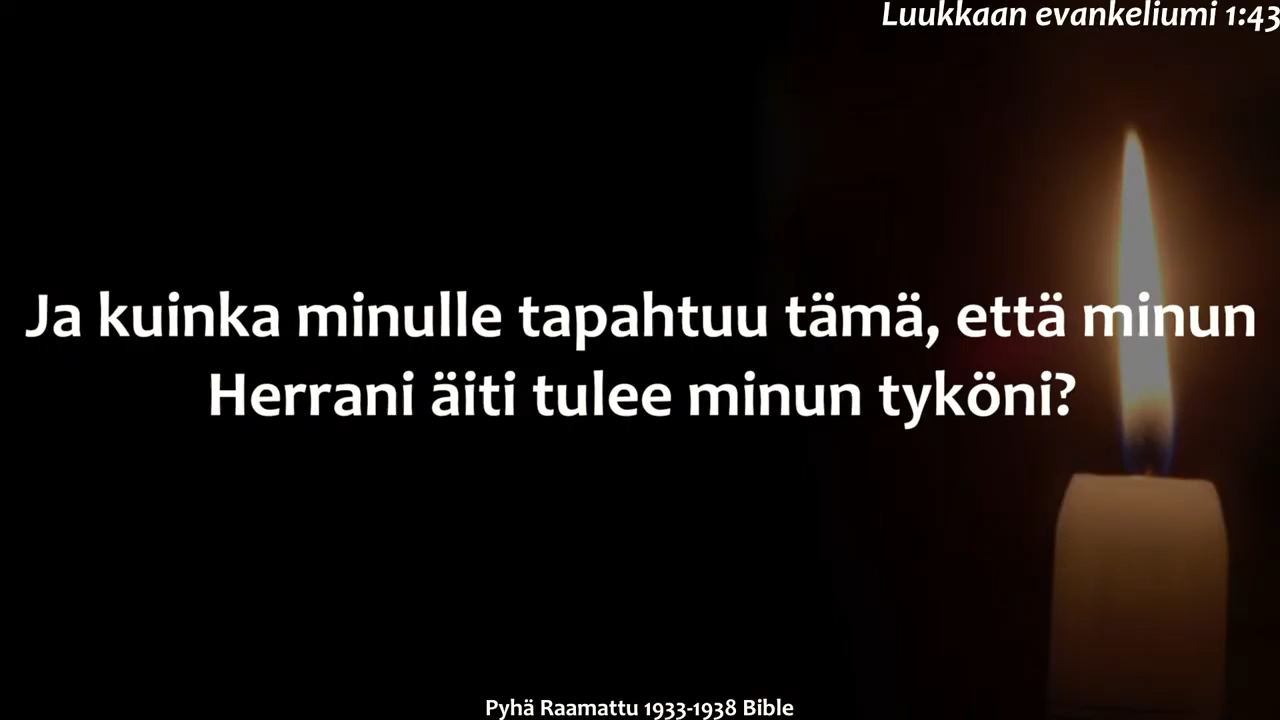 Luukkaan evankeliumi 1:43
Ja kuinka minulle tapahtuu tämä, että minun
Herrani äiti tulee minun tyköni?
Pyhä Raamattu 1933-1938 Bible